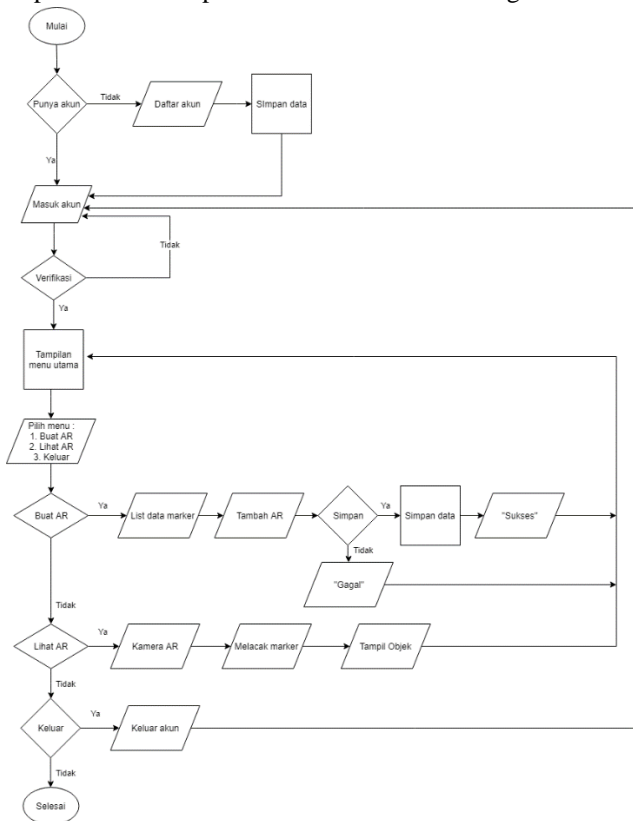 Mulai
Punya akun
Tidak
Daftar akun
SImpan data
Ya
Masuk akun
Tidak
Verifikasi
Ya
Tampilan
menu utama
Pilih menu :
1. Buat AR
2. Lihat AR
3. Keluar
Buat AR
Ya
List data marker
Tambah AR
Simpan
Ya
Simpan data
"Sukses"
Tidak
"Gagal"
Tidak
Lihat AR
Ya
Kamera AR
Melacak marker
Tampil Objek
Tidak
Keluar
Ya
Keluar akun
Tidak
Selesai